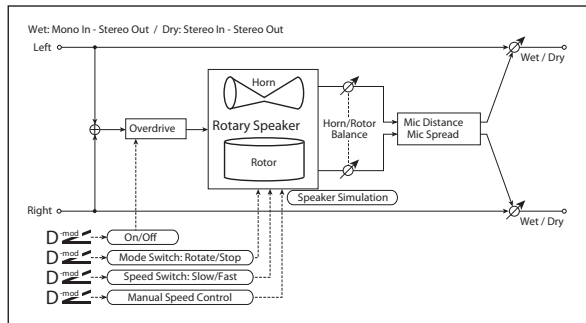 Wet: Mono In - Stereo Out / Dry: Stereo In - Stereo Out
Left
Wet / Dry
Horn
Overdrive
Rotary Speaker
Horn/Rotor
Balance
Mic Distance
Mic Spread
Rotor
Speaker Simulation
Right
Wet / Dry
D-mod
On/Off
D-mod
Mode Switch: Rotate/Stop
D-mod
Speed Switch: Slow/Fast
D-mod
Manual Speed Control